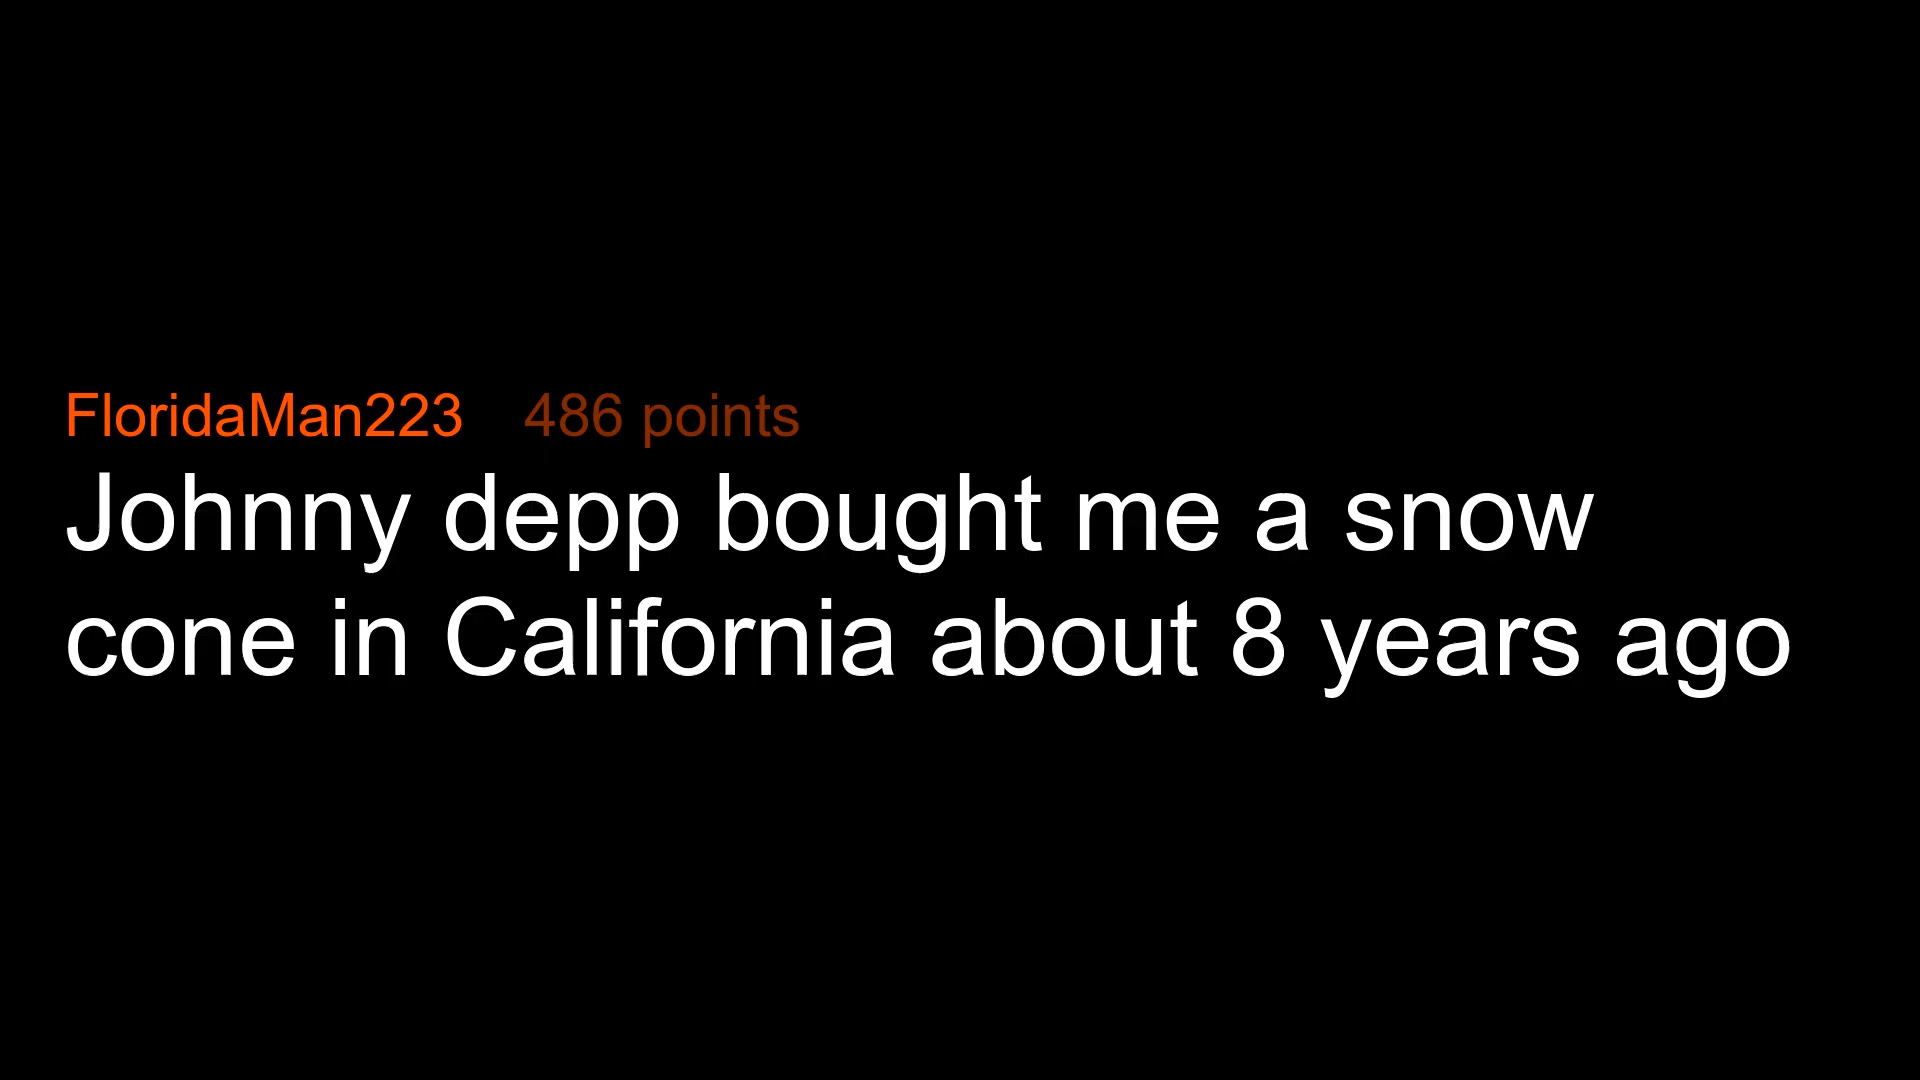 FloridaMan223 486 points
Johnny depp bought me a snow
cone in California about 8 years ago